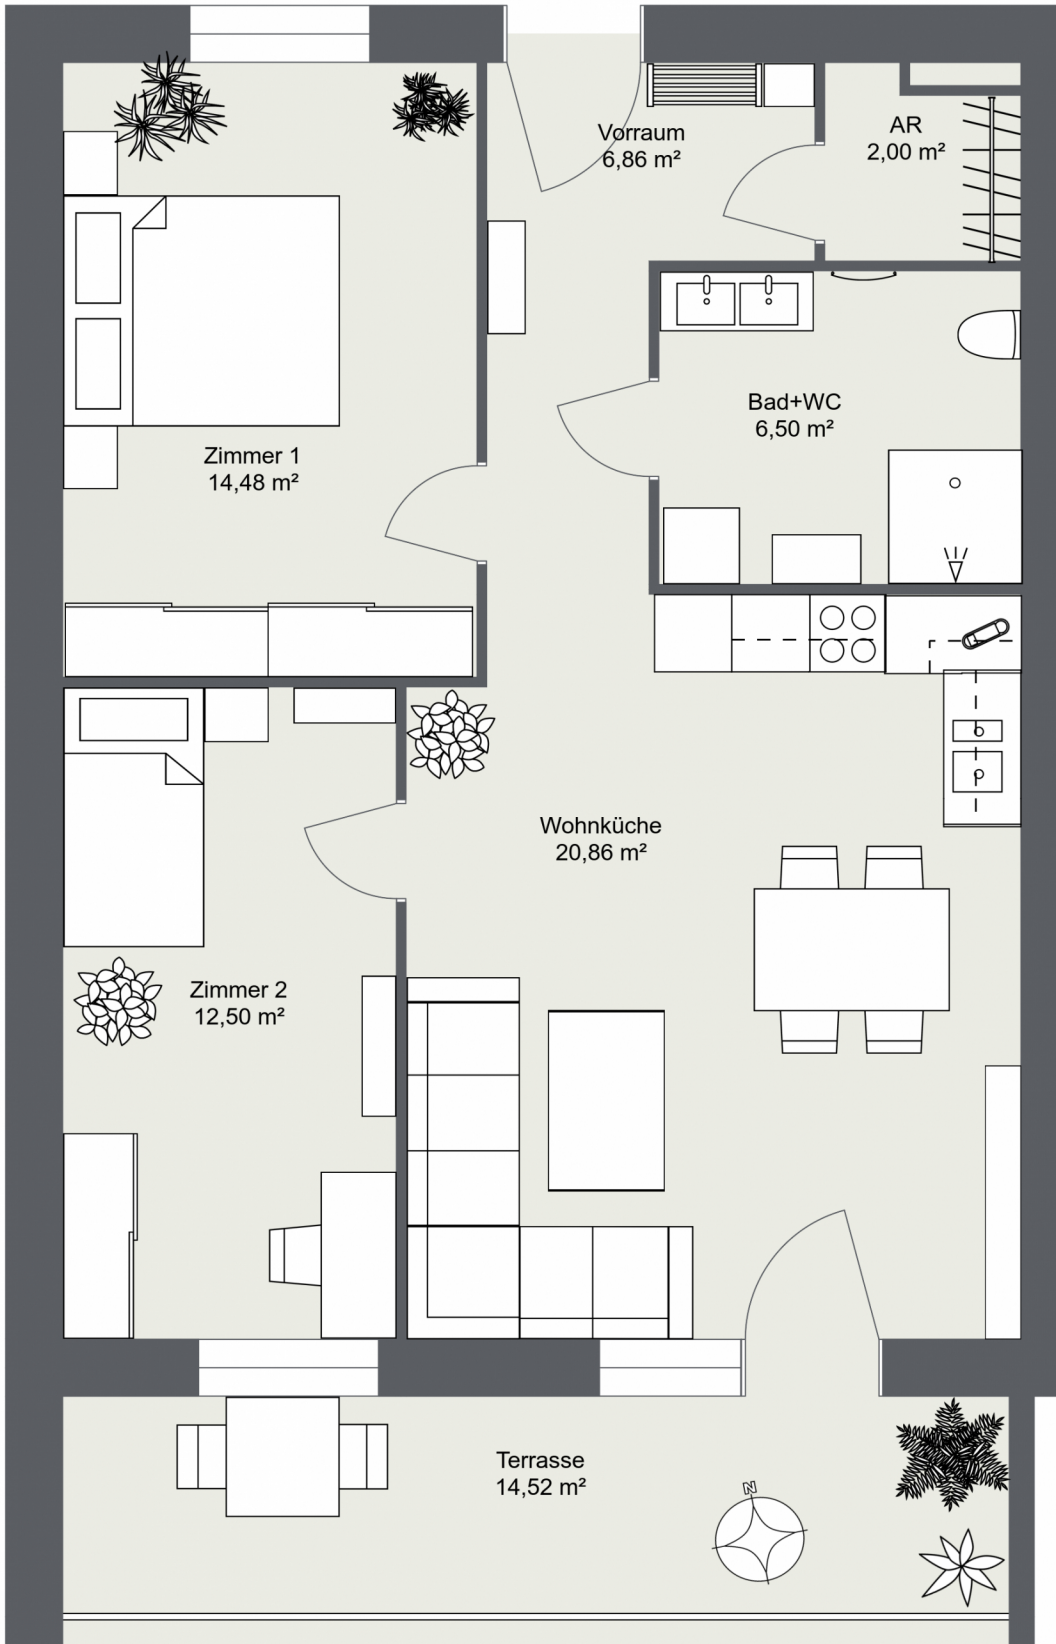 Vorraum
6,86 m²
AR
2,00 m²
Bad+WC
6,50 m²
Zimmer 1
14,48 m²
Wohnküche
20,86 m²
Zimmer 2
12,50 m²
Terrasse
14,52 m²
N